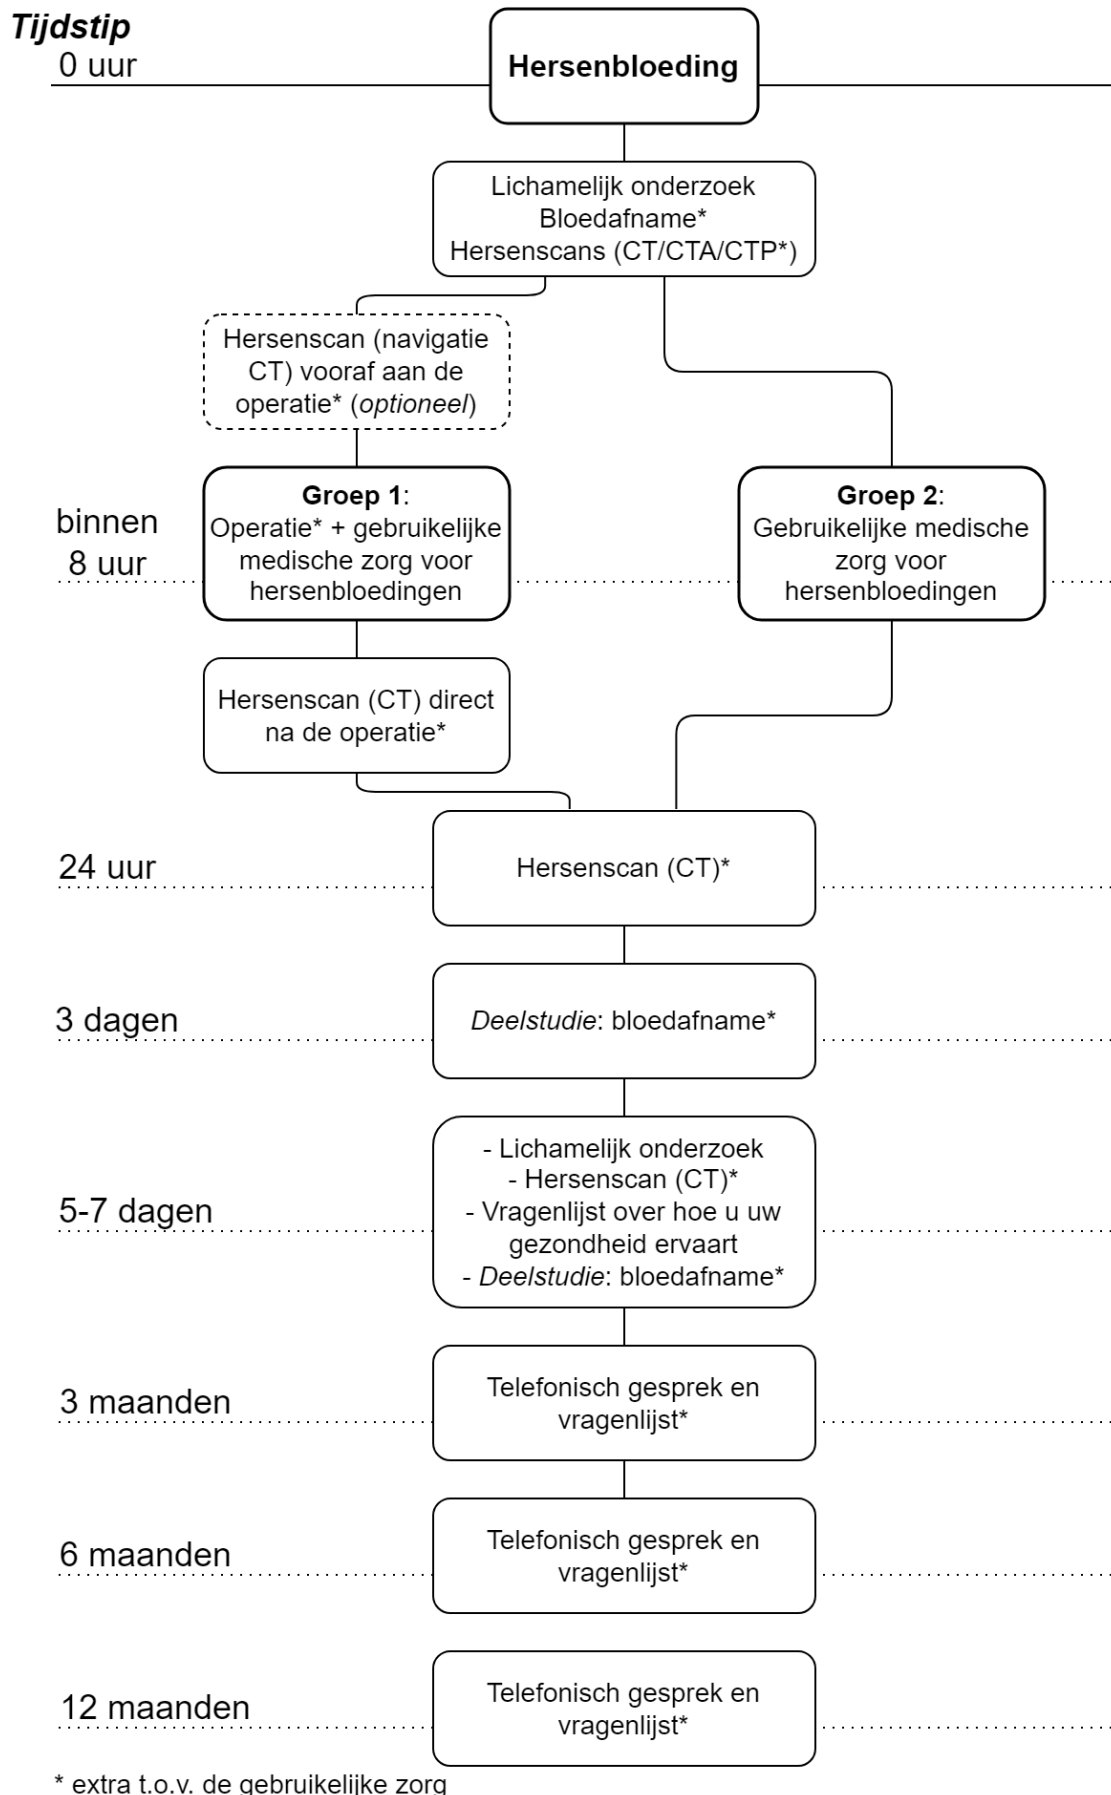 Tijdstip
0 uur
Hersenbloeding
Lichamelijk onderzoek
Bloedafname*
Hersenscans (CT/CTA/CTP*)
Hersenscan (navigatie
CT) vooraf aan de
operatie* (optioneel)
binnen
8 uur
Groep 1:
Operatie* + gebruikelijke
medische zorg voor
hersenbloedingen
Groep 2:
Gebruikelijke medische
zorg voor
hersenbloedingen
Hersenscan (CT) direct
na de operatie*
24 uur
Hersenscan (CT)*
3 dagen
Deelstudie: bloedafname*
5-7 dagen
- Lichamelijk onderzoek
- Hersenscan (CT)*
- Vragenlijst over hoe u uw
gezondheid ervaart
- Deelstudie: bloedafname*
3 maanden
Telefonisch gesprek en
vragenlijst*
6 maanden
Telefonisch gesprek en
vragenlijst*
12 maanden
Telefonisch gesprek en
vragenlijst*
* extra t.o.v. de gebruikelijke zorg